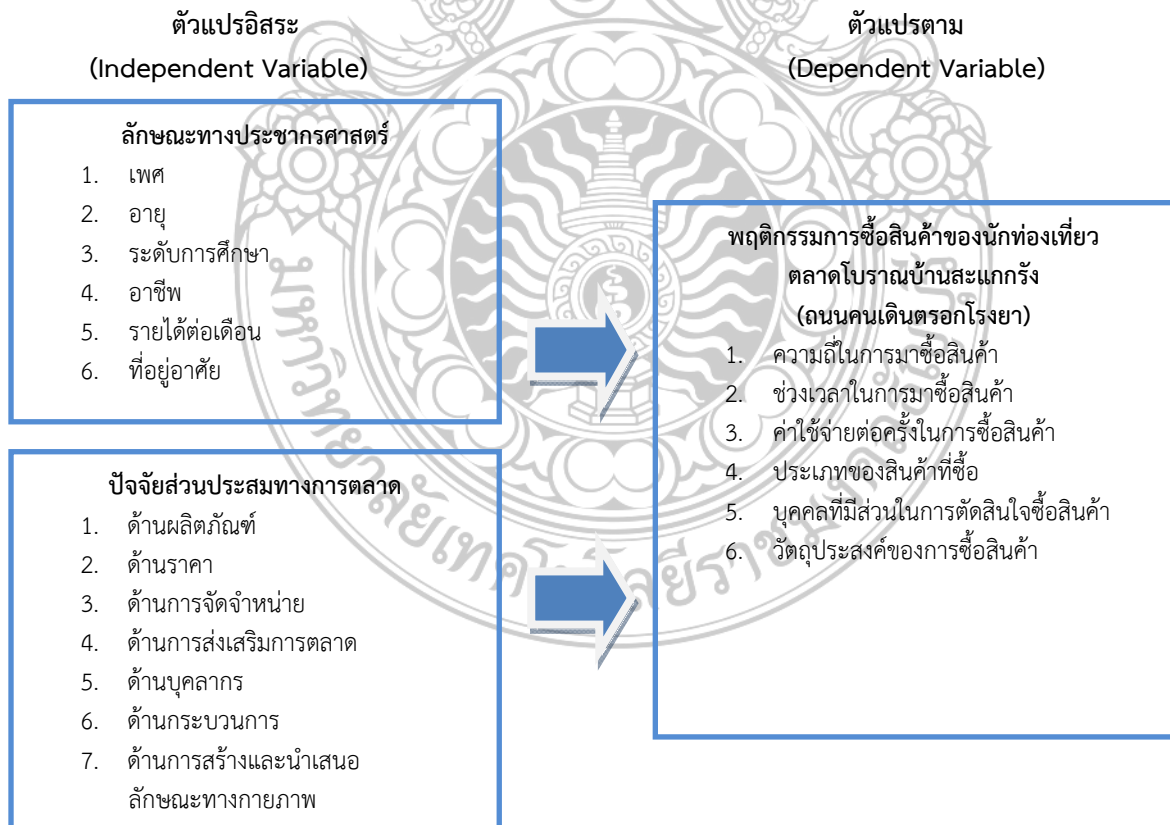 ตัวแปรอิสระ
(Independent Variable)
ลักษณะทางประชากรศาสตร์
1. เพศ
2. อายุ
3. ระดับการศึกษา
4. อาชีพ
5. รายได้ต่อเดือน
6. ที่อยู่อาศัย
ปัจจัยส่วนประสมทางการตลาด
1. ด้านผลิตภัณฑ์
2. ด้านราคา
3. ด้านการจัดจำหน่าย
4. ด้านการส่งเสริมการตลาด
5. ด้านบุคลากร
6. ด้านกระบวนการ
7. ด้านการสร้างและนำเสนอ
ลักษณะทางกายภาพ
ตัวแปรตาม
(Dependent Variable)
พฤติกรรมการซื้อสินค้าของนักท่องเที่ยว
ตลาดโบราณบ้านสะแกกรัง
(ถนนคนเดินตรอกโรงยา)
1. ความถี่ในการมาซื้อสินค้า
2. ช่วงเวลาในการมาซื้อสินค้า
3. ค่าใช้จ่ายต่อครั้งในการซื้อสินค้า
4. ประเภทของสินค้าที่ซื้อ
5. บุคคลที่มีส่วนในการตัดสินใจซื้อสินค้า
6. วัตถุประสงค์ของการซื้อสินค้า